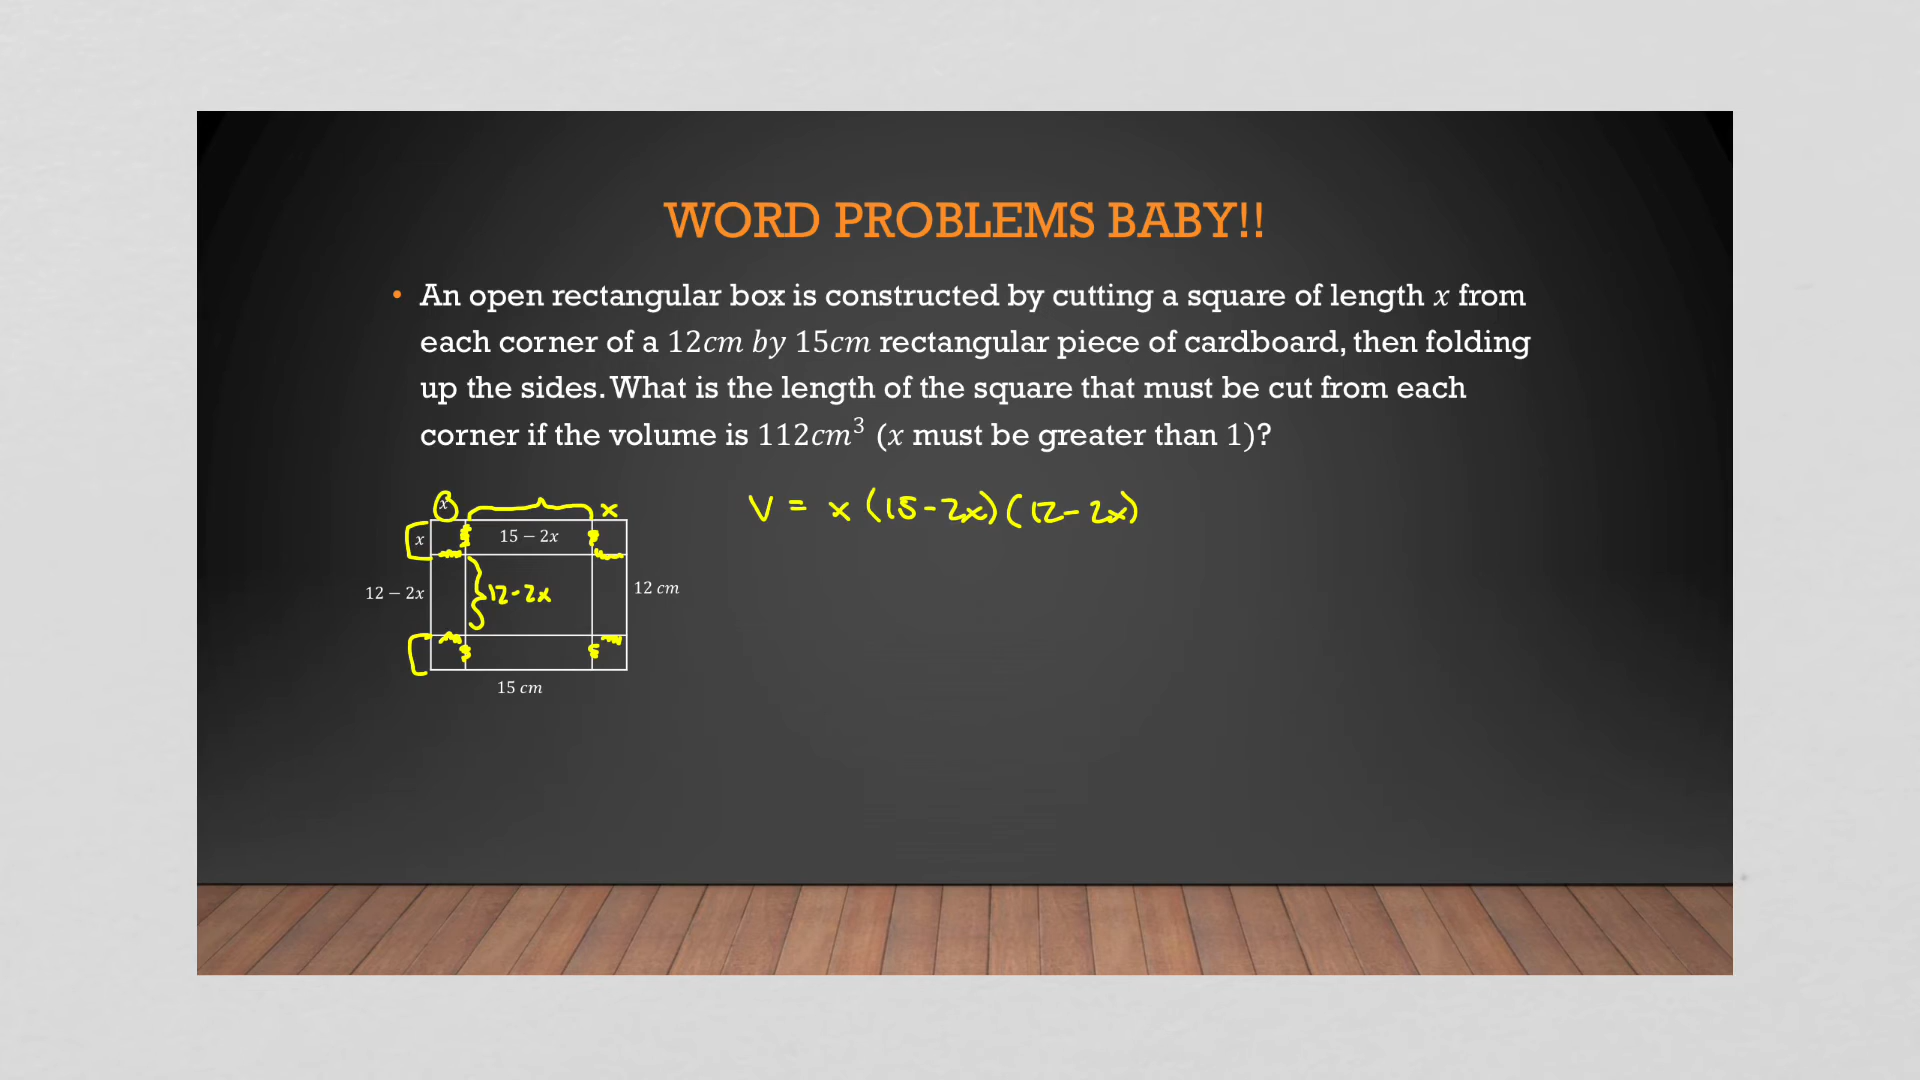 WORD PROBLEMS BABY!!
• An open rectangular box is constructed by cutting a square of length x from
each corner of a 12cm by 15cm rectangular piece of cardboard, then folding
up the sides. What is the length of the square that must be cut from each
corner if the volume is 112cm³ (x must be greater than 1)?
V = x (15-2x)(12-2x)
x x
x 15 − 2x
12 − 2x 12-2x 12 cm
15 cm